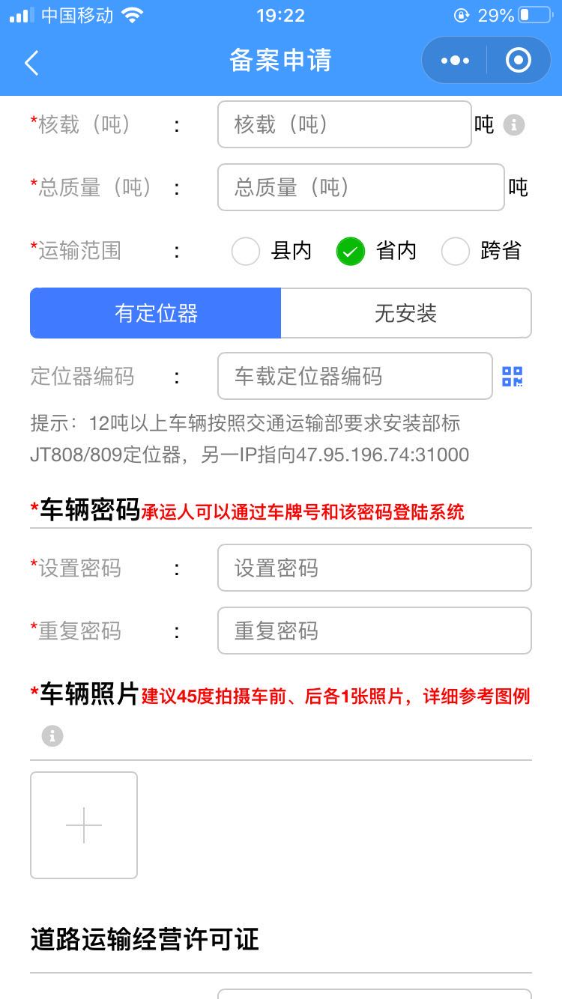 中国移动 19:22 29%
备案申请
*核载（吨） : 核载（吨） 吨
*总质量（吨） : 总质量（吨） 吨
*运输范围 : 县内 省内 跨省
有定位器 无安装
定位器编码 : 车载定位器编码
提示：12吨以上车辆按照交通运输部要求安装部标
JT808/809定位器，另一IP指向47.95.196.74:31000
*车辆密码承运人可以通过车牌号和该密码登陆系统
*设置密码 : 设置密码
*重复密码 : 重复密码
*车辆照片建议45度拍摄车前、后各1张照片，详细参考图例
道路运输经营许可证